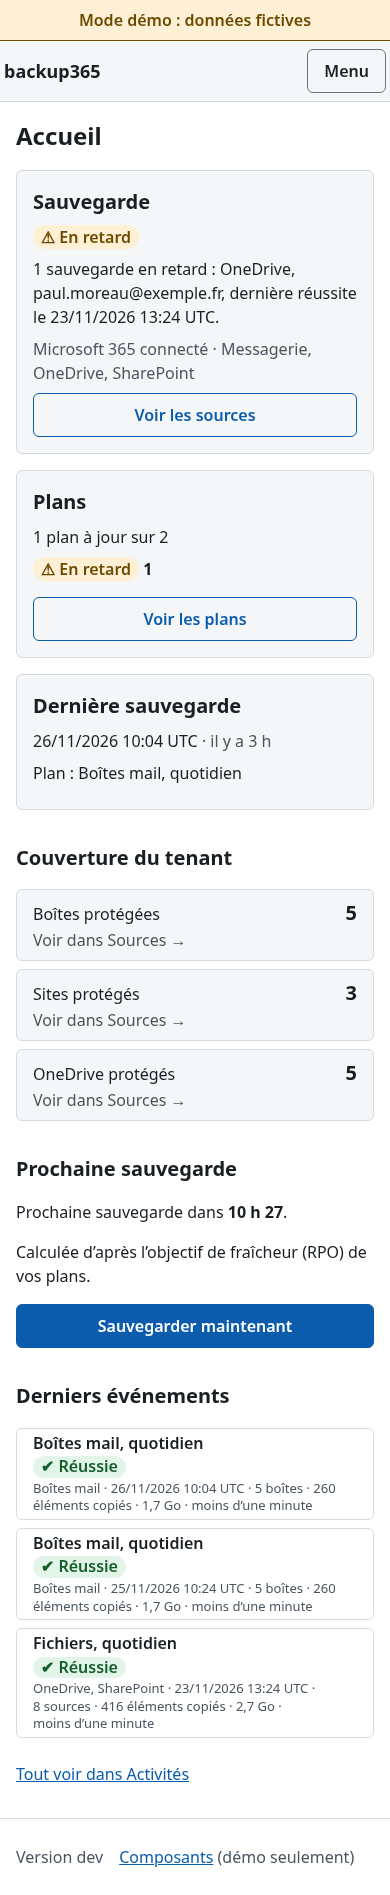 Mode démo : données fictives
backup365
Menu
Accueil
Sauvegarde
⚠ En retard
1 sauvegarde en retard : OneDrive,
paul.moreau@exemple.fr, dernière réussite
le 23/11/2026 13:24 UTC.
Microsoft 365 connecté · Messagerie,
OneDrive, SharePoint
Voir les sources
Plans
1 plan à jour sur 2
⚠ En retard 1
Voir les plans
Dernière sauvegarde
26/11/2026 10:04 UTC · il y a 3 h
Plan : Boîtes mail, quotidien
Couverture du tenant
Boîtes protégées 5
Voir dans Sources →
Sites protégés 3
Voir dans Sources →
OneDrive protégés 5
Voir dans Sources →
Prochaine sauvegarde
Prochaine sauvegarde dans 10 h 27.
Calculée d’après l’objectif de fraîcheur (RPO) de
vos plans.
Sauvegarder maintenant
Derniers événements
Boîtes mail, quotidien
✔ Réussie
Boîtes mail · 26/11/2026 10:04 UTC · 5 boîtes · 260
éléments copiés · 1,7 Go · moins d’une minute
Boîtes mail, quotidien
✔ Réussie
Boîtes mail · 25/11/2026 10:24 UTC · 5 boîtes · 260
éléments copiés · 1,7 Go · moins d’une minute
Fichiers, quotidien
✔ Réussie
OneDrive, SharePoint · 23/11/2026 13:24 UTC ·
8 sources · 416 éléments copiés · 2,7 Go ·
moins d’une minute
Tout voir dans Activités
Version dev Composants (démo seulement)